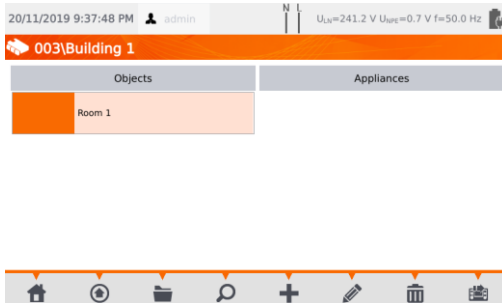 20/11/2019 9:37:48 PM admin N L ULN=241.2 V UNPE=0.7 V f=50.0 Hz
003\Building 1
Objects Appliances
Room 1